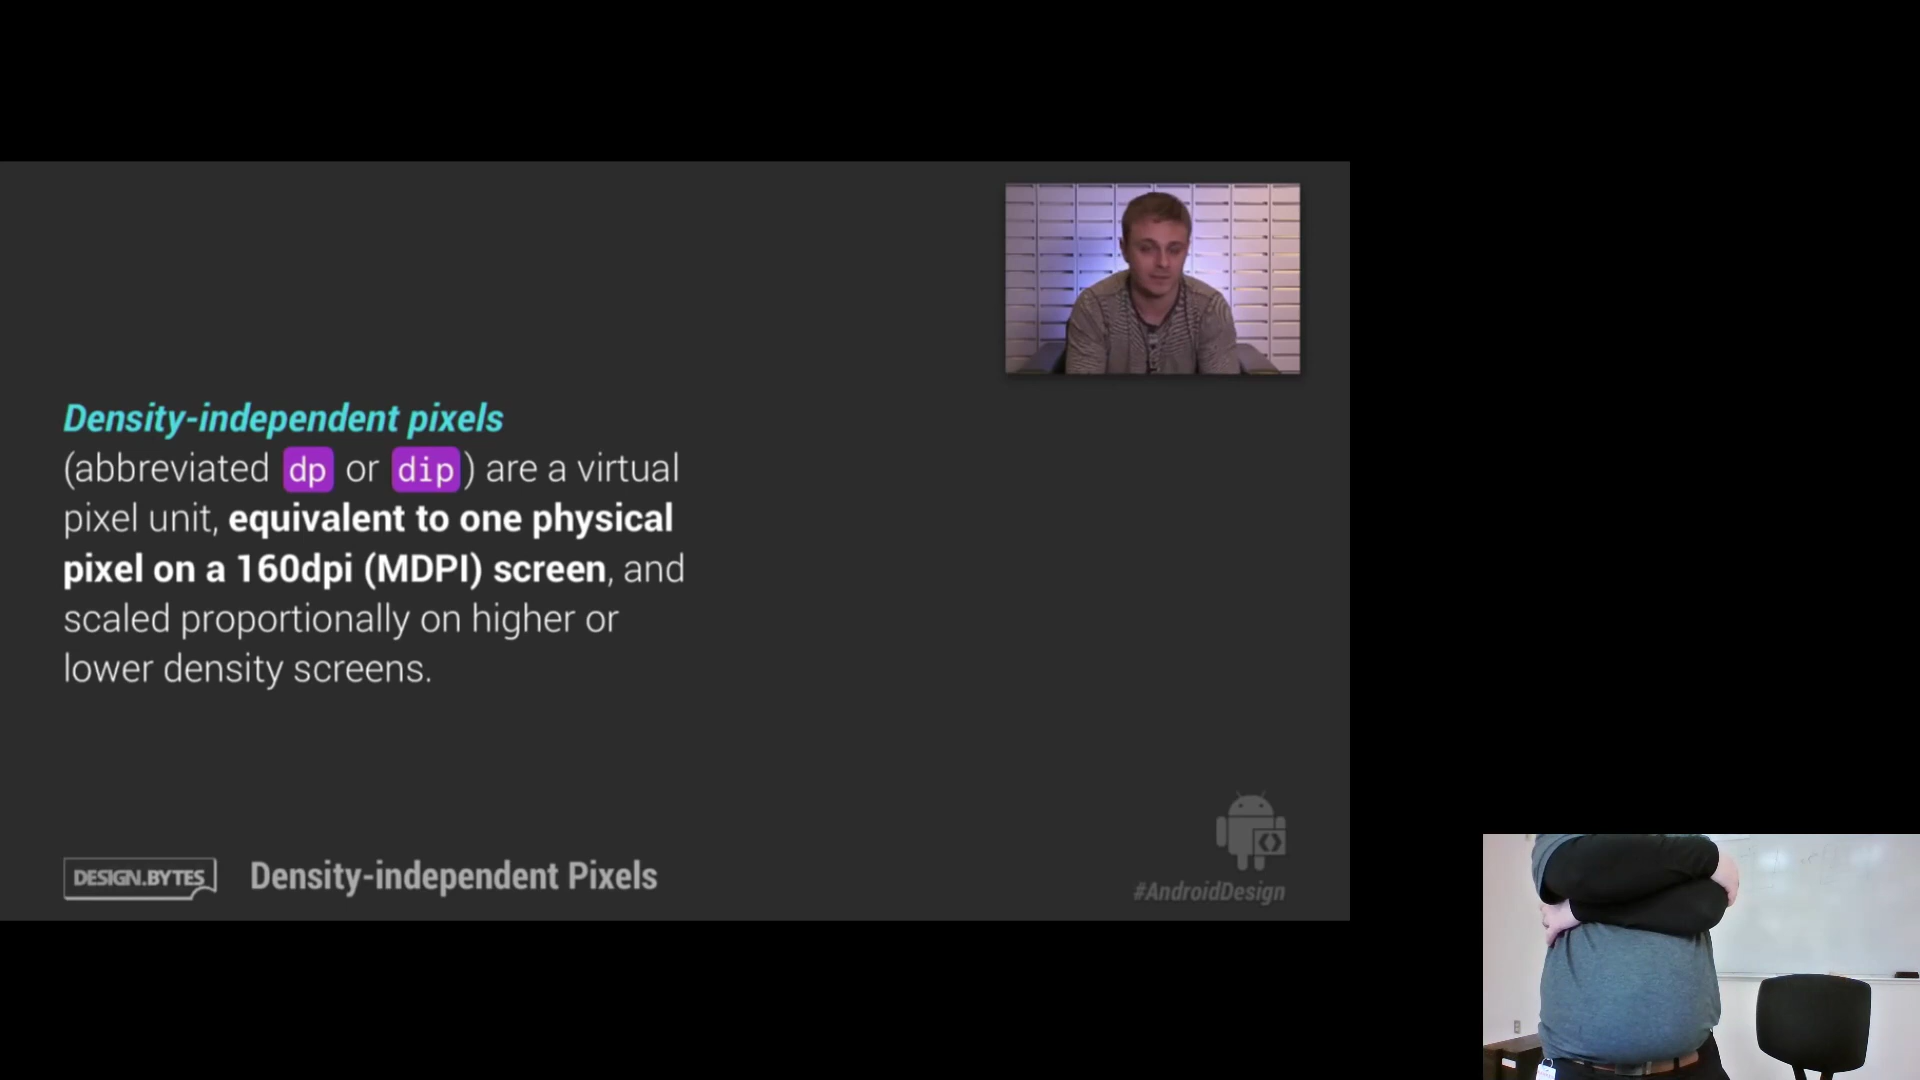 Density-independent pixels
(abbreviated dp or dip) are a virtual
pixel unit, equivalent to one physical
pixel on a 160dpi (MDPI) screen, and
scaled proportionally on higher or
lower density screens.
DESIGN.BYTES Density-independent Pixels
#AndroidDesign